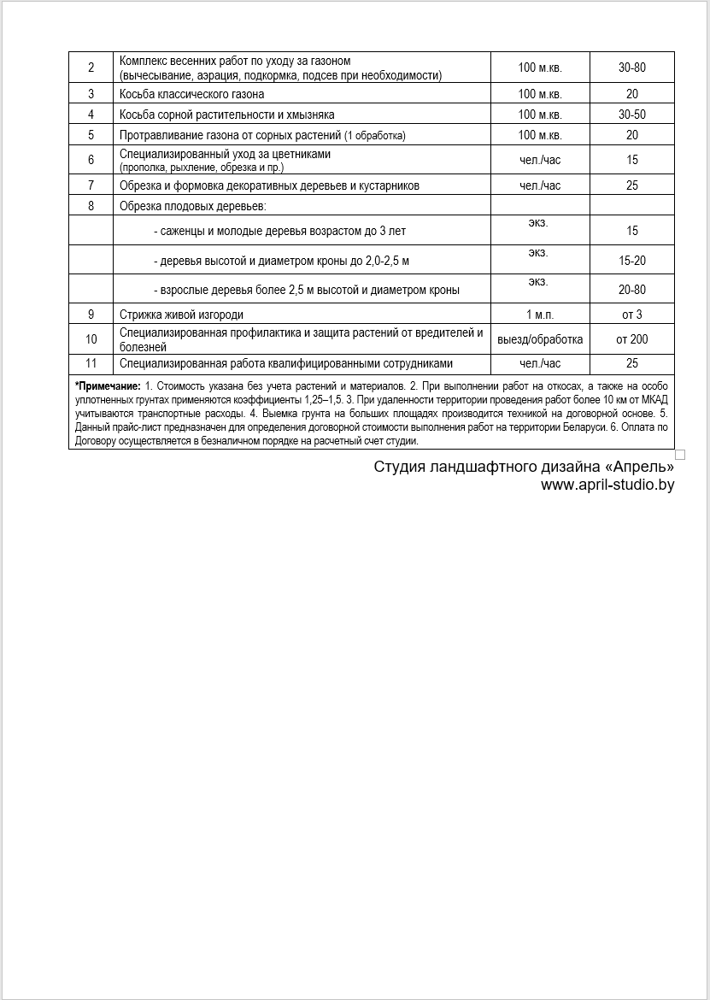 2 Комплекс весенних работ по уходу за газоном
(вычесывание, аэрация, подкормка, подсев при необходимости) 100 м.кв. 30-80
3 Косьба классического газона 100 м.кв. 20
4 Косьба сорной растительности и хмызняка 100 м.кв. 30-50
5 Протравливание газона от сорных растений (1 обработка) 100 м.кв. 20
6 Специализированный уход за цветниками
(прополка, рыхление, обрезка и пр.) чел./час 15
7 Обрезка и формовка декоративных деревьев и кустарников чел./час 25
8 Обрезка плодовых деревьев:
- саженцы и молодые деревья возрастом до 3 лет экз. 15
- деревья высотой и диаметром кроны до 2,0-2,5 м экз. 15-20
- взрослые деревья более 2,5 м высотой и диаметром кроны экз. 20-80
9 Стрижка живой изгороди 1 м.п. от 3
10 Специализированная профилактика и защита растений от вредителей и
болезней выезд/обработка от 200
11 Специализированная работа квалифицированными сотрудниками чел./час 25
*Примечание: 1. Стоимость указана без учета растений и материалов. 2. При выполнении работ на откосах, а также на особо
уплотненных грунтах применяются коэффициенты 1,25–1,5. 3. При удаленности территории проведения работ более 10 км от МКАД
учитываются транспортные расходы. 4. Выемка грунта на больших площадях производится техникой на договорной основе. 5.
Данный прайс-лист предназначен для определения договорной стоимости выполнения работ на территории Беларуси. 6. Оплата по
Договору осуществляется в безналичном порядке на расчетный счет студии.
Студия ландшафтного дизайна «Апрель»
www.april-studio.by